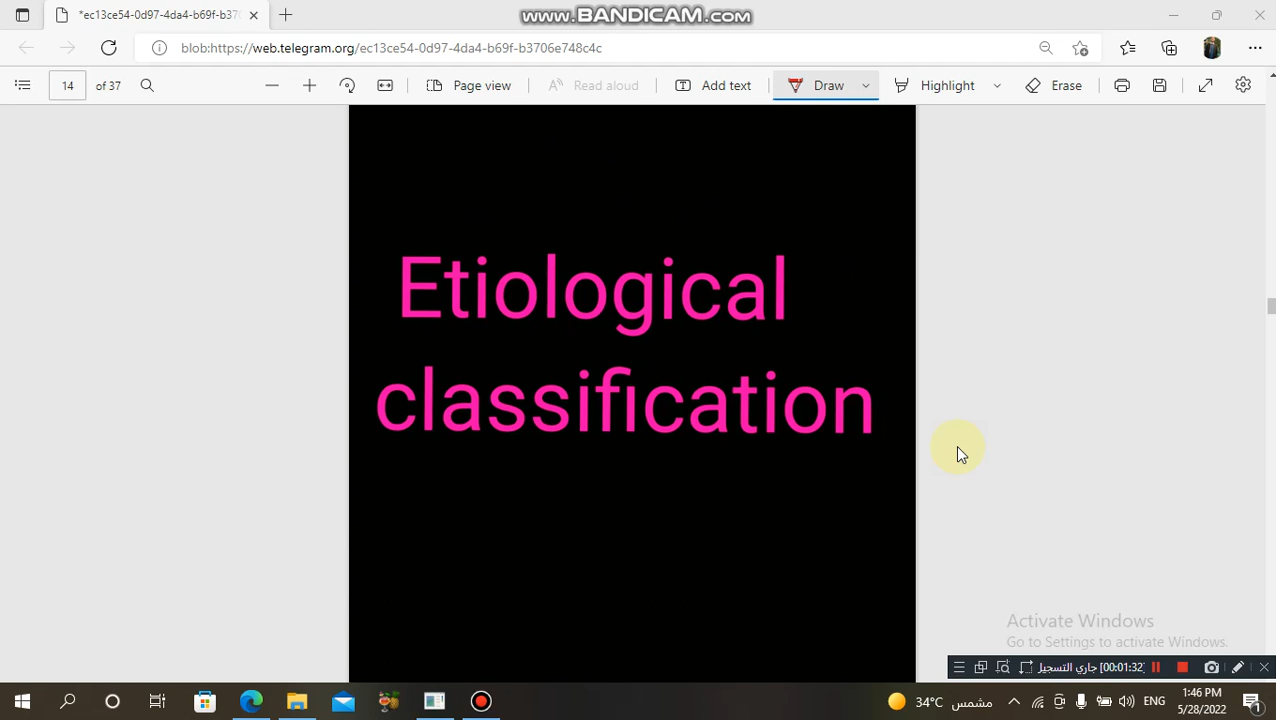 *ec13ce54-0d97-4da4-b69f-b370
www.BANDICAM.com
blob:https://web.telegram.org/ec13ce54-0d97-4da4-b69f-b3706e748c4c
14 of 37 Page view Read aloud Add text Draw Highlight Erase
Etiological
classification
Activate Windows
Go to Settings to activate Windows.
جاري التسجيل [00:01:32]
34°C مشمس ENG 1:46 PM
5/28/2022 1